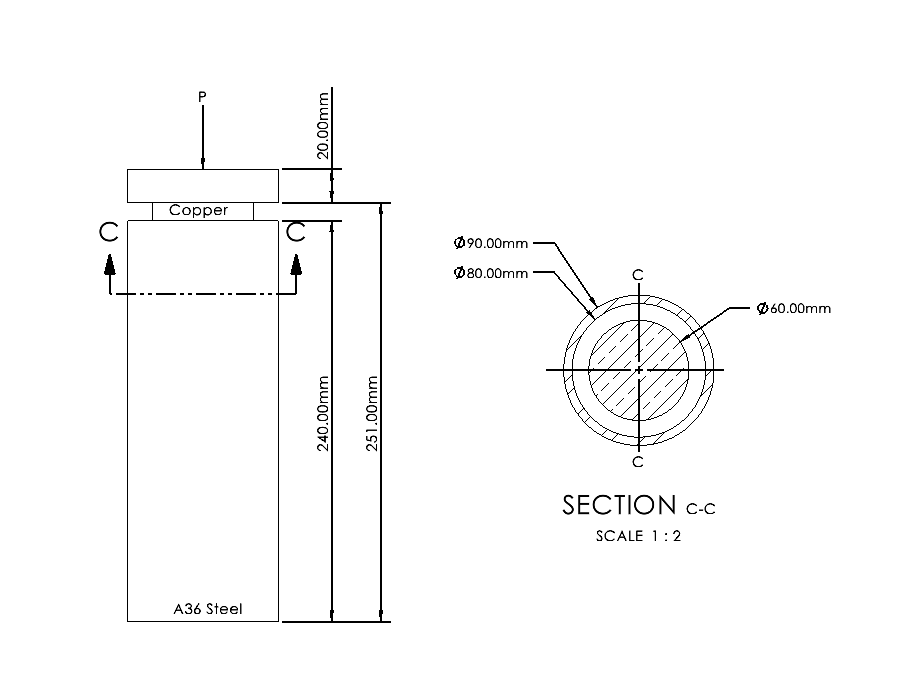 P
20.00mm
Copper
C C
240.00mm
251.00mm
A36 Steel
Ø90.00mm
Ø80.00mm
C
Ø60.00mm
C
SECTION C-C
SCALE 1 : 2